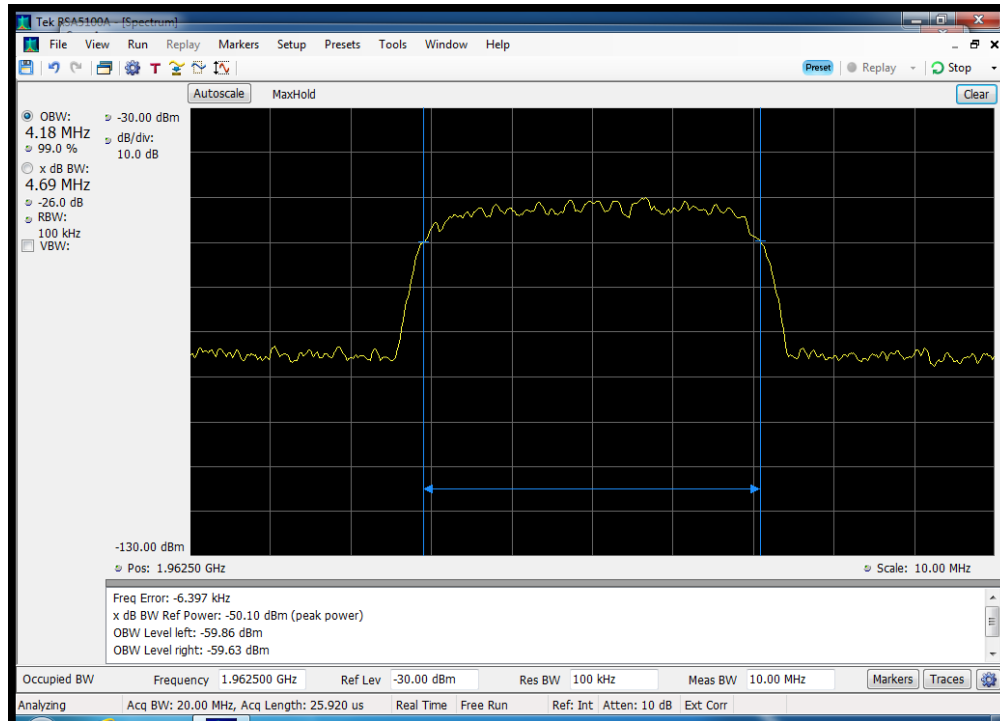 Tek RSA5100A - [Spectrum]
File View Run Replay Markers Setup Presets Tools Window Help
T Preset Replay Stop
Autoscale MaxHold Clear
OBW: -30.00 dBm
4.18 MHz dB/div:
99.0 % 10.0 dB
x dB BW:
4.69 MHz
-26.0 dB
RBW:
100 kHz
VBW:
-130.00 dBm
Pos: 1.96250 GHz Scale: 10.00 MHz
Freq Error: -6.397 kHz
x dB BW Ref Power: -50.10 dBm (peak power)
OBW Level left: -59.86 dBm
OBW Level right: -59.63 dBm
Occupied BW Frequency 1.962500 GHz Ref Lev -30.00 dBm Res BW 100 kHz Meas BW 10.00 MHz Markers Traces
Analyzing Acq BW: 20.00 MHz, Acq Length: 25.920 us Real Time Free Run Ref: Int Atten: 10 dB Ext Corr